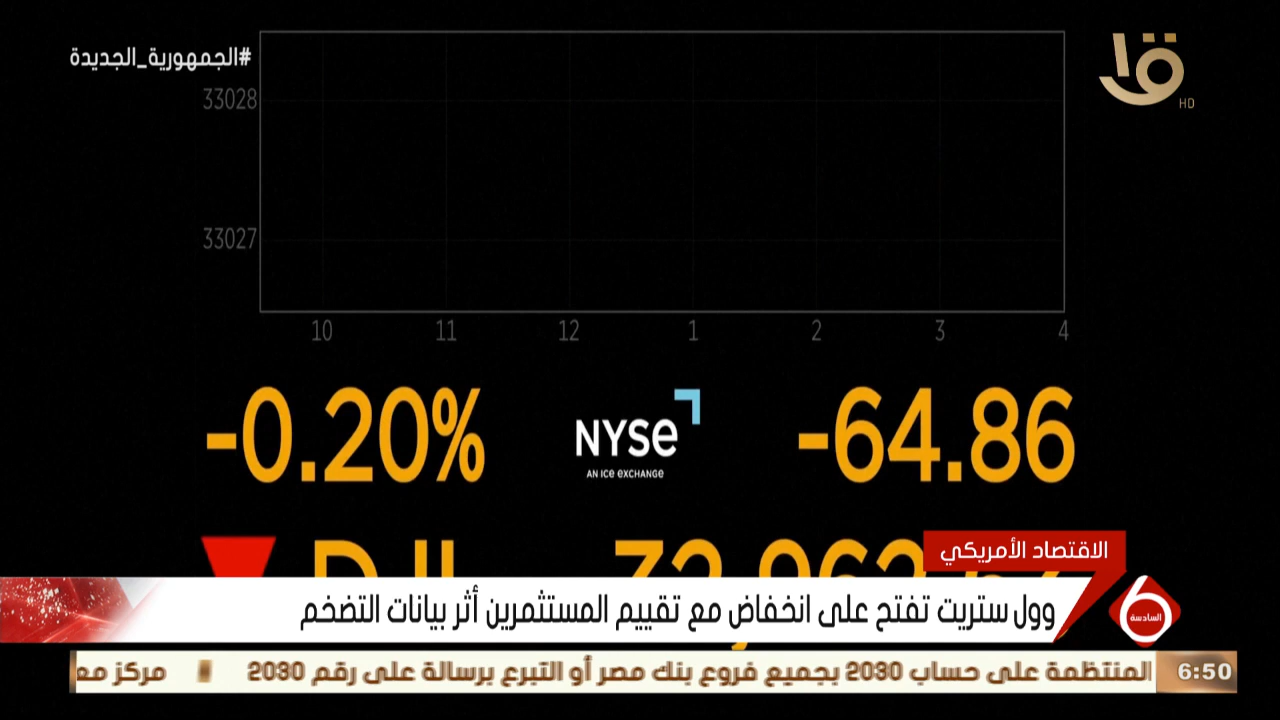 #الجمهورية_الجديدة
HD
33028
33027
10 11 12 1 2 3 4
-0.20%
NYSE
AN ICE EXCHANGE
-64.86
الاقتصاد الأمريكي
وول ستريت تفتح على انخفاض مع تقييم المستثمرين أثر بيانات التضخم
السادسة
6:50
المنتظمة على حساب 2030 بجميع فروع بنك مصر أو التبرع برسالة على رقم 2030
مركز